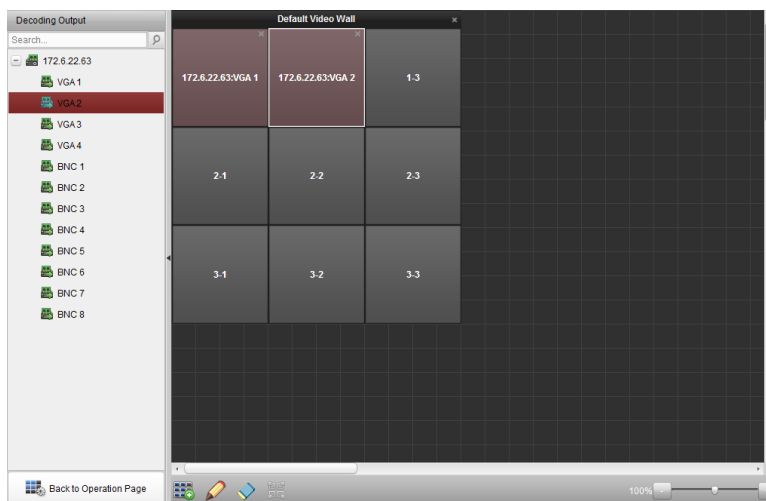 Decoding Output
Search...
172.6.22.63
VGA 1
VGA 2
VGA 3
VGA 4
BNC 1
BNC 2
BNC 3
BNC 4
BNC 5
BNC 6
BNC 7
BNC 8
Back to Operation Page
Default Video Wall
172.6.22.63:VGA 1 172.6.22.63:VGA 2 1-3
2-1 2-2 2-3
3-1 3-2 3-3
100%